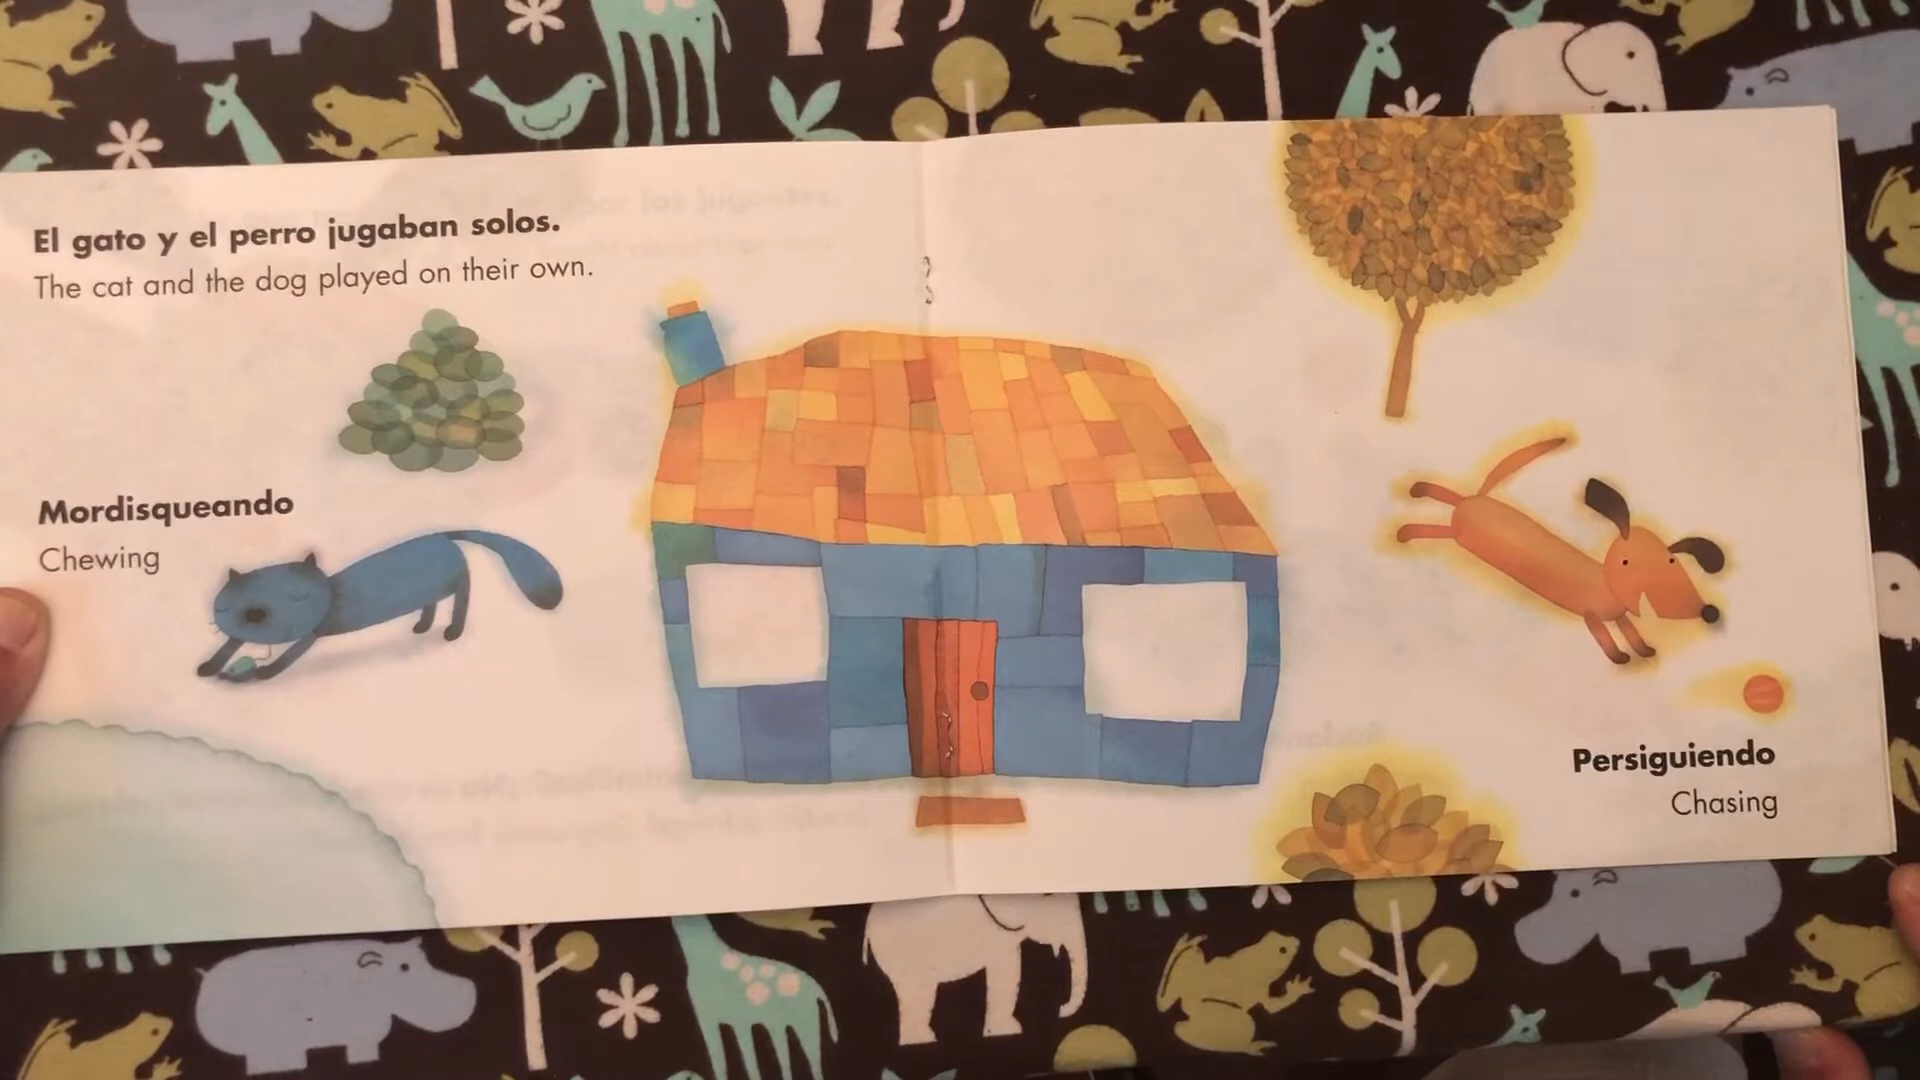 El gato y el perro jugaban solos.
The cat and the dog played on their own.
Mordisqueando
Chewing
Persiguiendo
Chasing